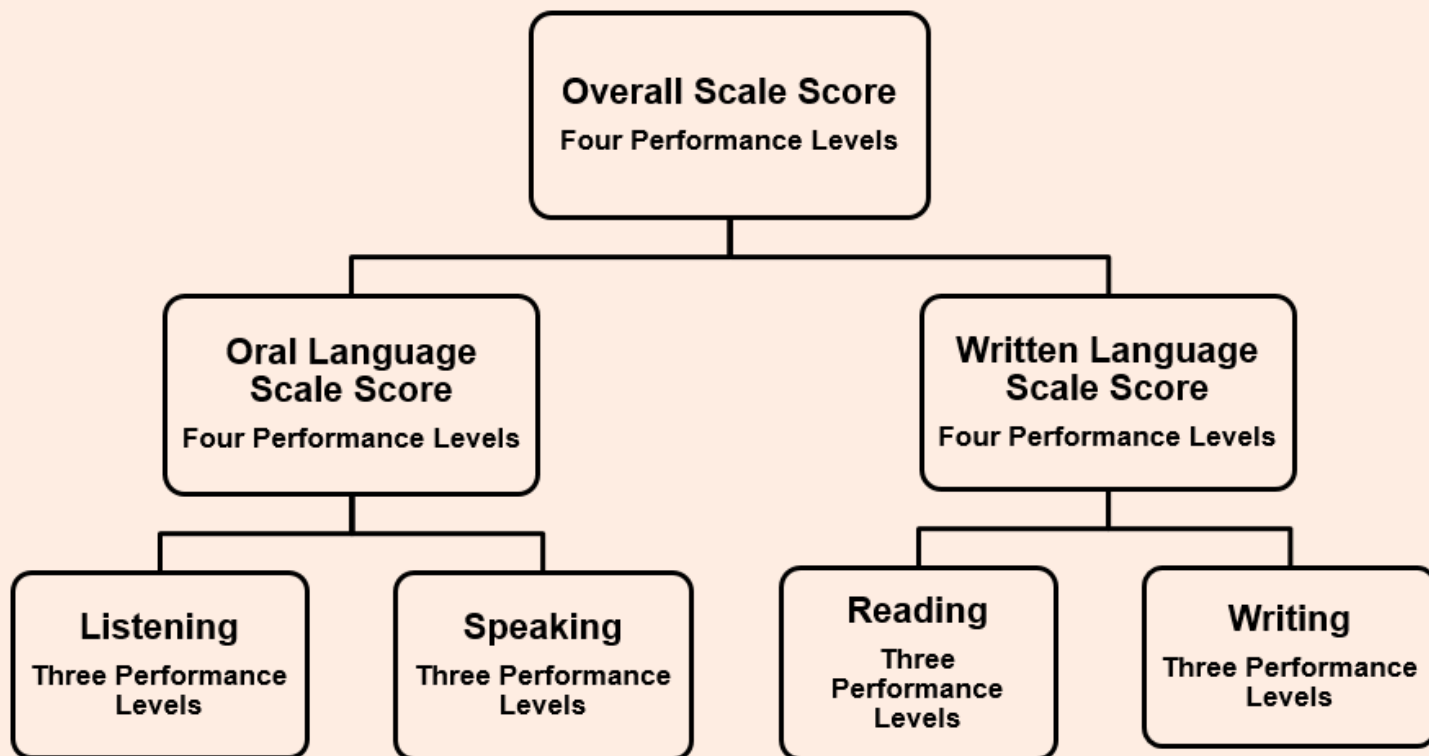 Overall Scale Score
Four Performance Levels
Oral Language
Scale Score
Four Performance Levels
Written Language
Scale Score
Four Performance Levels
Listening
Three Performance
Levels
Speaking
Three Performance
Levels
Reading
Three
Performance
Levels
Writing
Three Performance
Levels